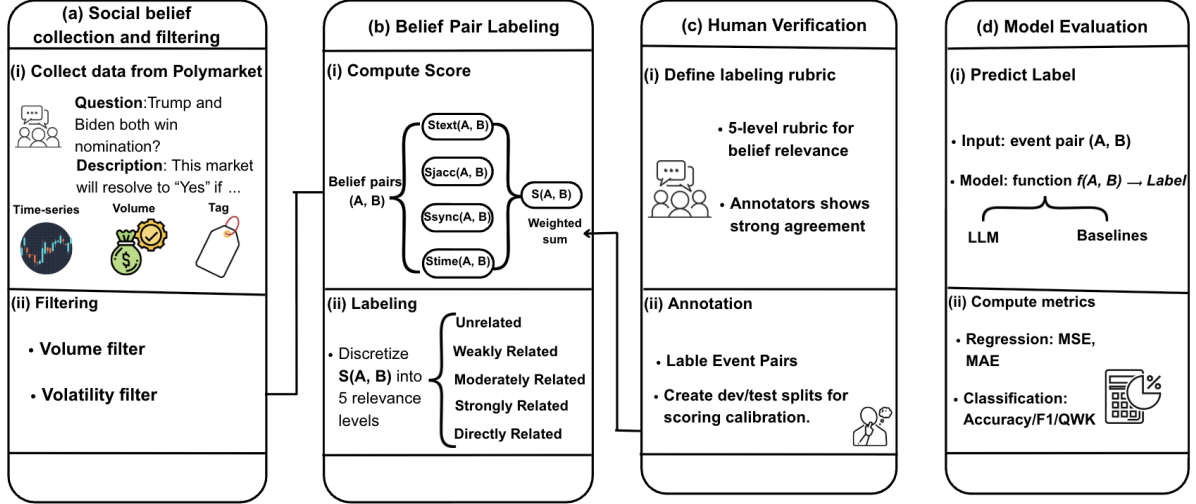 (a) Social belief
collection and filtering
(i) Collect data from Polymarket
Question:Trump and
Biden both win
nomination?
Description: This market
will resolve to “Yes” if ...
Time-series
Volume
Tag
(ii) Filtering
• Volume filter
• Volatility filter
(b) Belief Pair Labeling
(i) Compute Score
Belief pairs
(A, B)
Stext(A, B)
Sjacc(A, B)
Ssync(A, B)
Stime(A, B)
S(A, B)
Weighted
sum
(ii) Labeling
• Discretize
S(A, B) into
5 relevance
levels
Unrelated
Weakly Related
Moderately Related
Strongly Related
Directly Related
(c) Human Verification
(i) Define labeling rubric
• 5-level rubric for
belief relevance
• Annotators shows
strong agreement
(ii) Annotation
• Lable Event Pairs
• Create dev/test splits for
scoring calibration.
(d) Model Evaluation
(i) Predict Label
• Input: event pair (A, B)
• Model: function f(A, B) → Label
LLM
Baselines
(ii) Compute metrics
• Regression: MSE,
MAE
• Classification:
Accuracy/F1/QWK